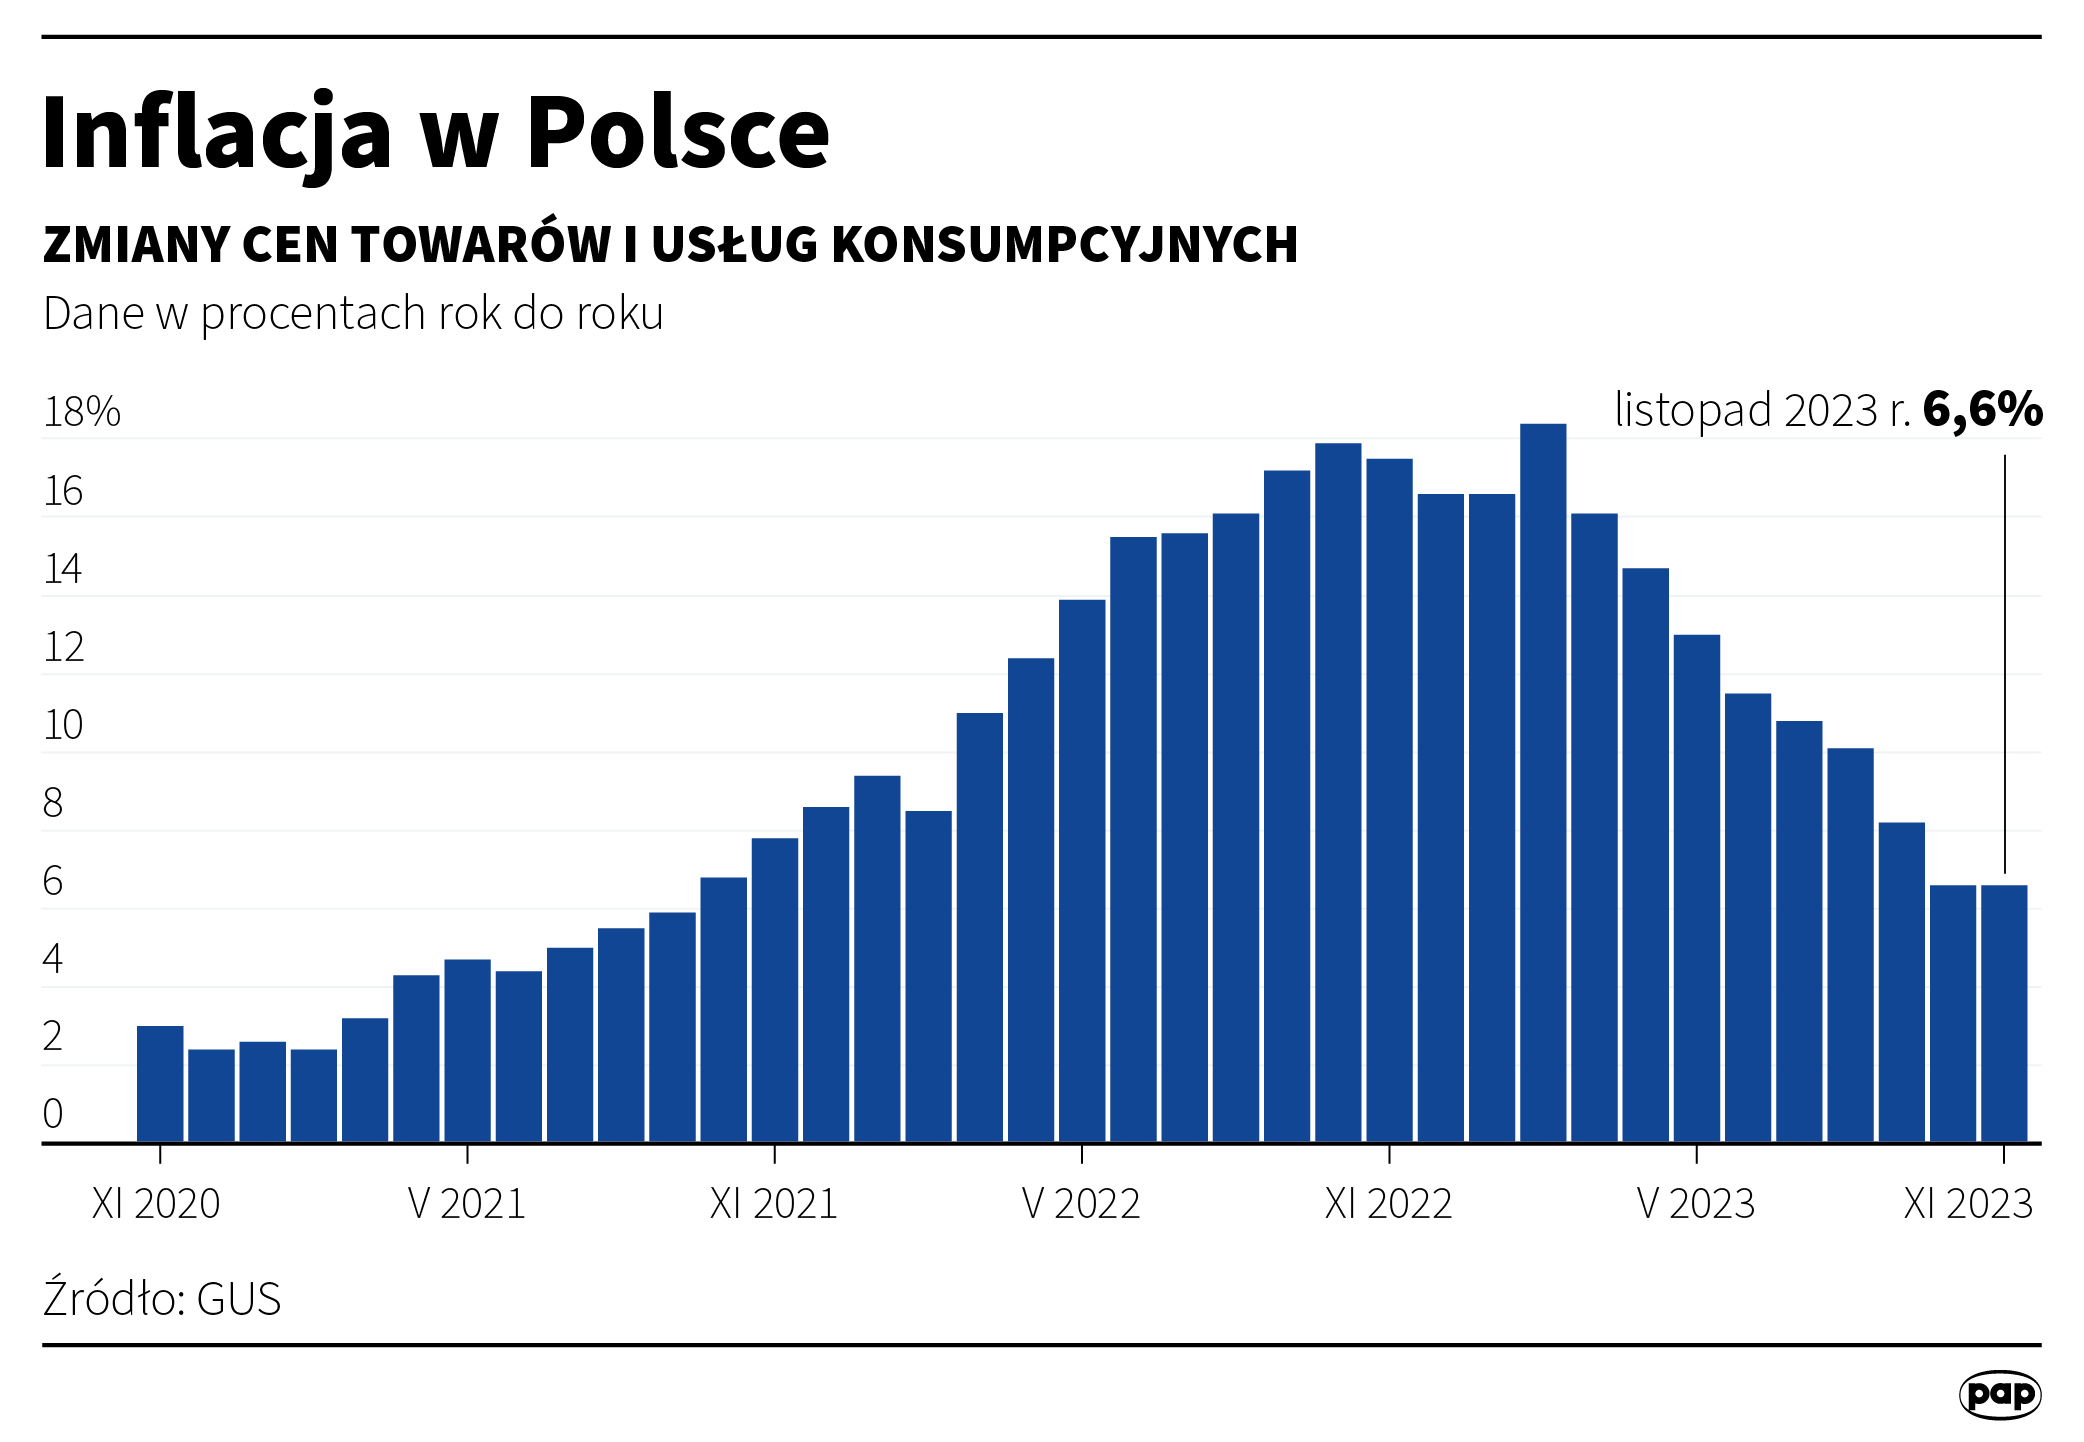 Inflacja w Polsce
ZMIANY CEN TOWARÓW I USŁUG KONSUMPCYJNYCH
Dane w procentach rok do roku
listopad 2023 r. 6,6%
18%
16
14
12
10
8
6
4
2
0
XI 2020 V 2021 XI 2021 V 2022 XI 2022 V 2023 XI 2023
Źródło: GUS
pap